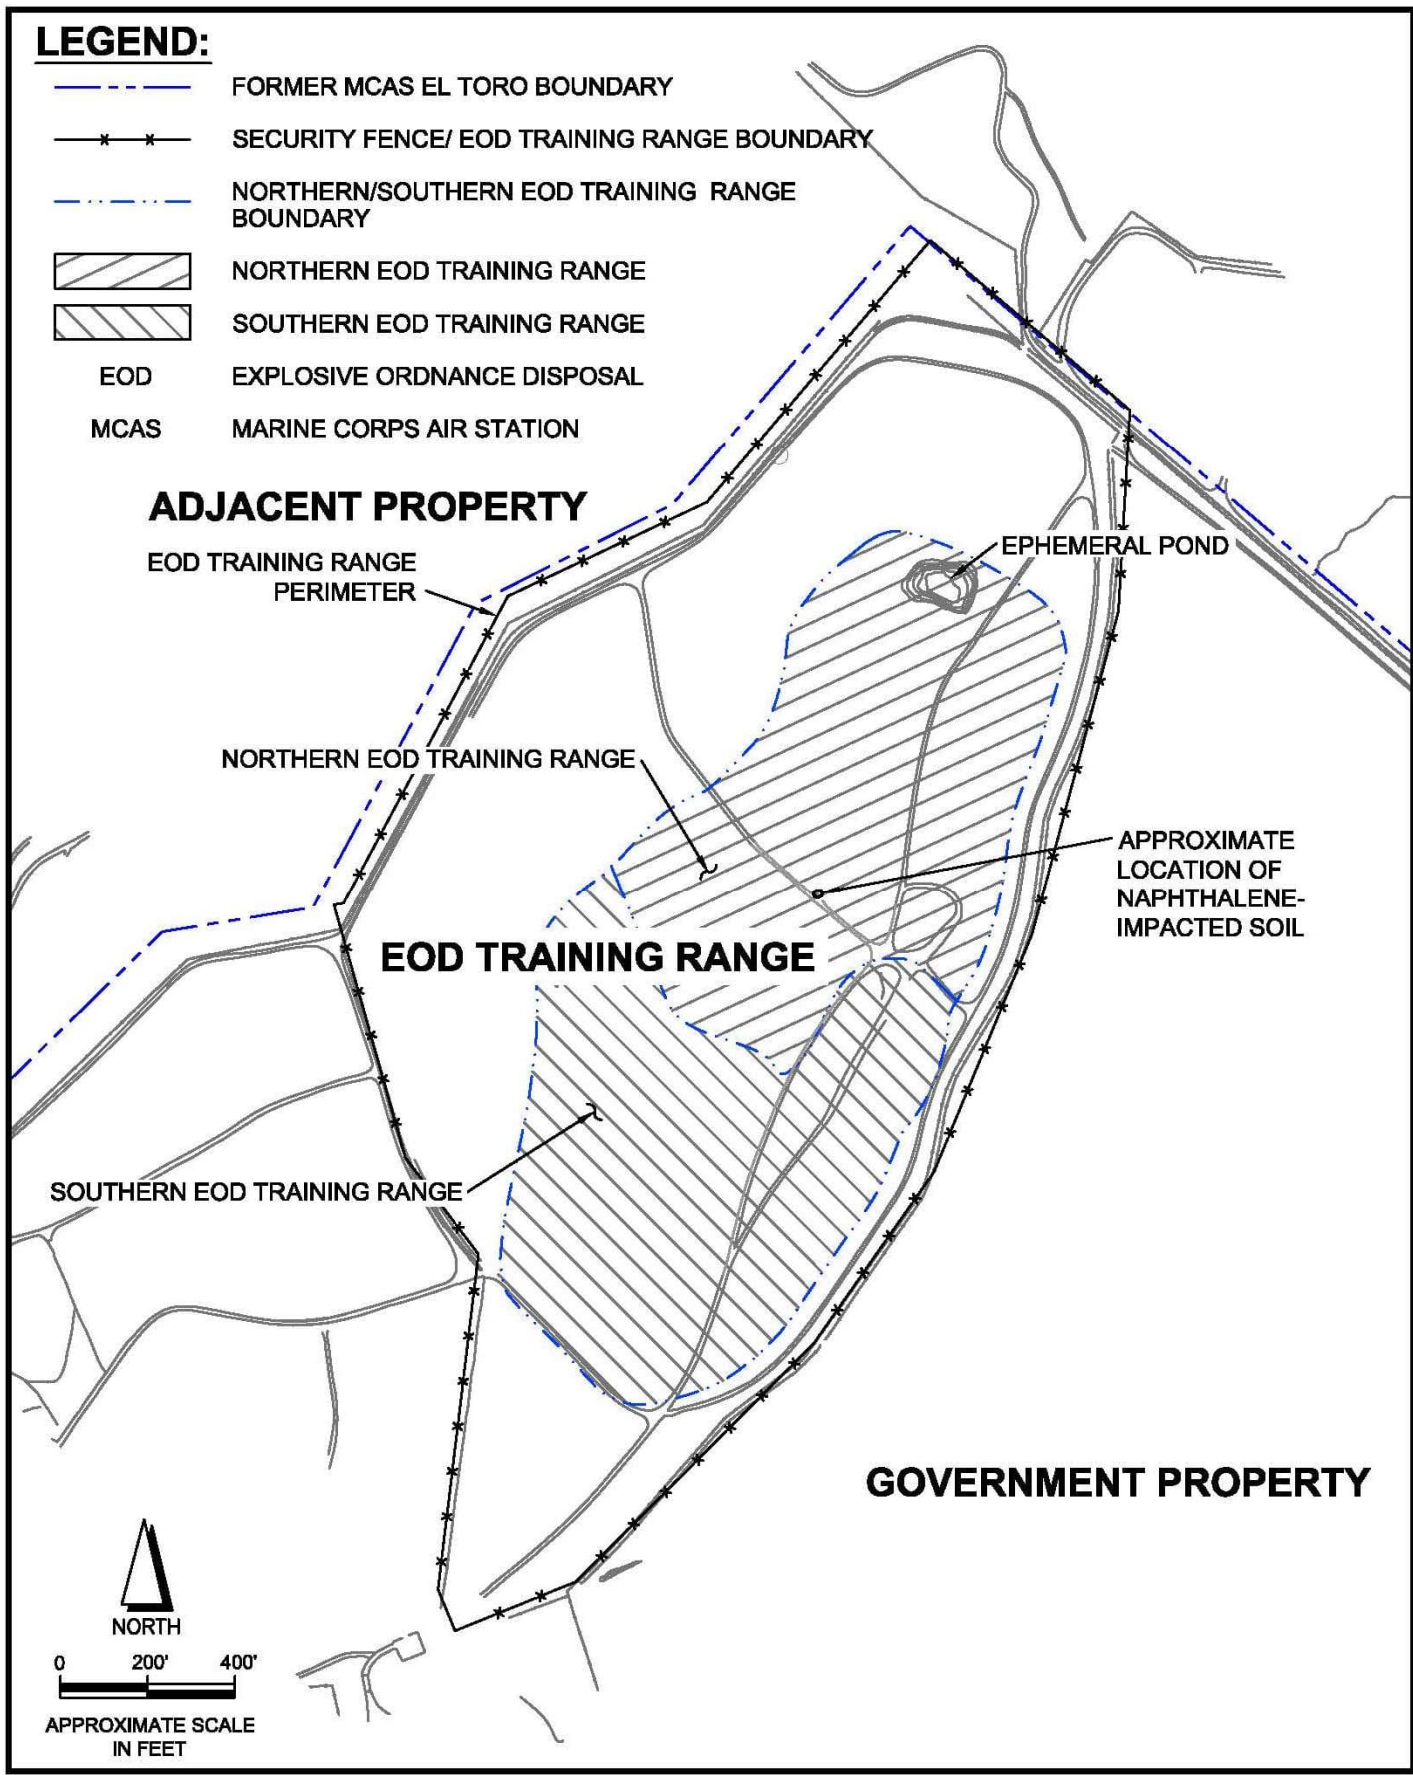 LEGEND:
FORMER MCAS EL TORO BOUNDARY
SECURITY FENCE/ EOD TRAINING RANGE BOUNDARY
NORTHERN/SOUTHERN EOD TRAINING RANGE
BOUNDARY
NORTHERN EOD TRAINING RANGE
SOUTHERN EOD TRAINING RANGE
EOD EXPLOSIVE ORDNANCE DISPOSAL
MCAS MARINE CORPS AIR STATION
ADJACENT PROPERTY
EOD TRAINING RANGE
PERIMETER
EPHEMERAL POND
NORTHERN EOD TRAINING RANGE
APPROXIMATE
LOCATION OF
NAPHTHALENE-
IMPACTED SOIL
EOD TRAINING RANGE
SOUTHERN EOD TRAINING RANGE
GOVERNMENT PROPERTY
NORTH
0 200' 400'
APPROXIMATE SCALE
IN FEET